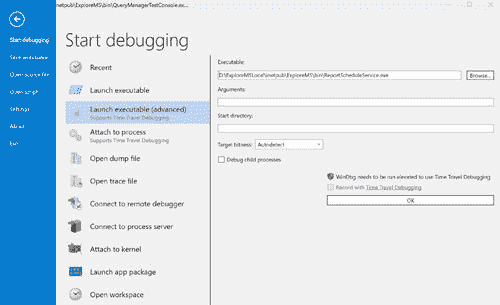 netpub\ExploreMS\bin\QueryManagerTestConsole.ex...
Start debugging
Save workspace
Open source file
Open script
Settings
About
Exit
Start debugging
Recent
Launch executable
Launch executable (advanced)
Supports Time Travel Debugging
Attach to process
Supports Time Travel Debugging
Open dump file
Open trace file
Connect to remote debugger
Connect to process server
Attach to kernel
Launch app package
Open workspace
Executable:
D:\ExploreMSLocal\inetpub\ExploreMS\bin\ReportScheduleService.exe
Browse...
Arguments:
Start directory:
Target bitness:
Autodetect
Debug child processes
WinDbg needs to be run elevated to use Time Travel Debugging
Record with Time Travel Debugging
OK